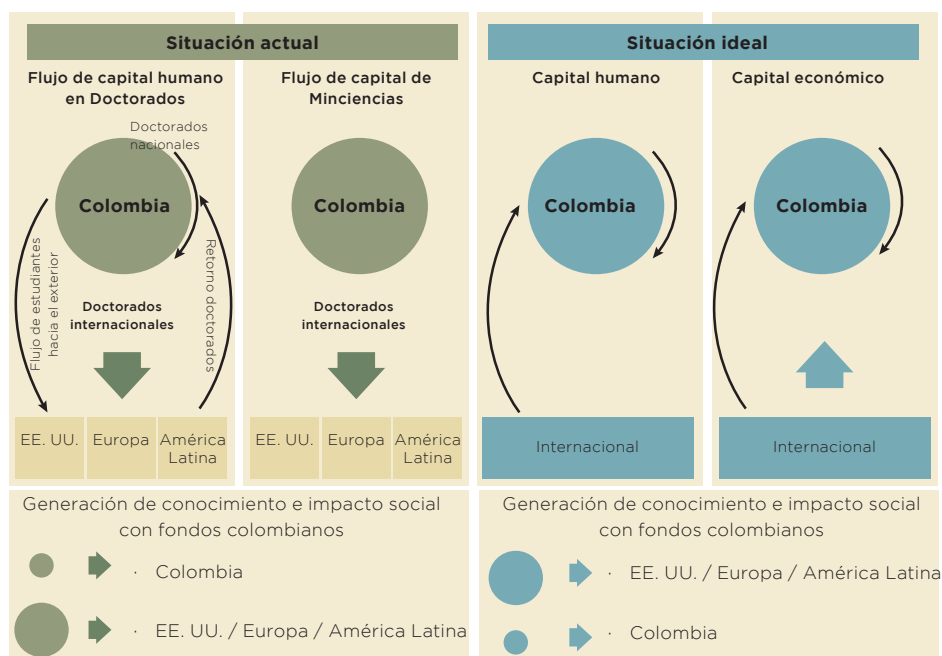 Situación actual
Flujo de capital humano
en Doctorados
Doctorados
nacionales
Colombia
Flujo de estudiantes
hacia el exterior
Retorno doctorados
Doctorados
internacionales
EE. UU.
Europa
América
Latina
Flujo de capital de
Minciencias
Colombia
Doctorados
internacionales
EE. UU.
Europa
América
Latina
Situación ideal
Capital humano
Colombia
Internacional
Capital económico
Colombia
Internacional
Generación de conocimiento e impacto social
con fondos colombianos
· Colombia
· EE. UU. / Europa / América Latina
Generación de conocimiento e impacto social
con fondos colombianos
· EE. UU. / Europa / América Latina
· Colombia